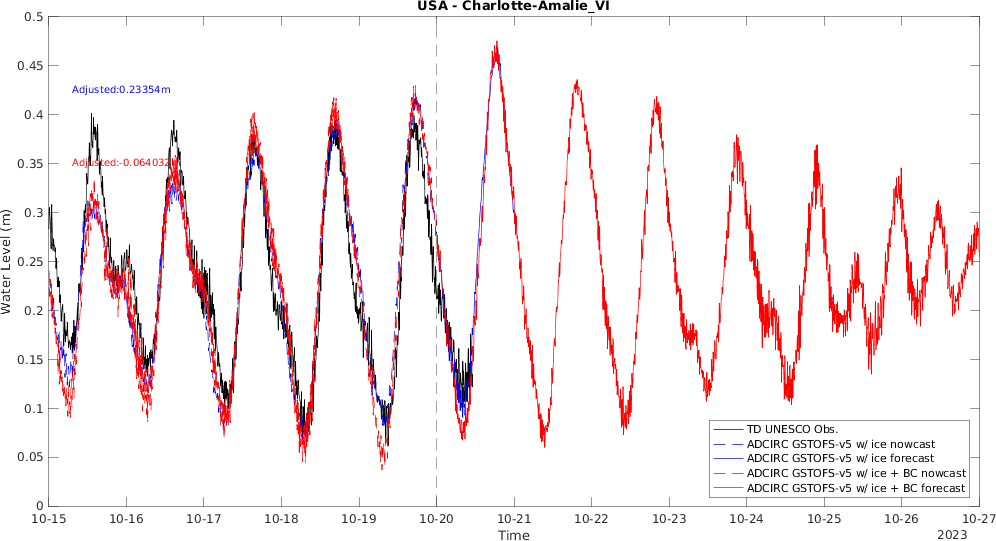 USA - Charlotte-Amalie_VI
0.5
0.45
0.4
0.35
0.3
0.25
0.2
0.15
0.1
0.05
0
Water Level (m)
Adjusted:0.23354m
Adjusted:-0.064032
TD UNESCO Obs.
ADCIRC GSTOFS-v5 w/ ice nowcast
ADCIRC GSTOFS-v5 w/ ice forecast
ADCIRC GSTOFS-v5 w/ ice + BC nowcast
ADCIRC GSTOFS-v5 w/ ice + BC forecast
10-15 10-16 10-17 10-18 10-19 10-20 10-21 10-22 10-23 10-24 10-25 10-26 10-27
Time
2023